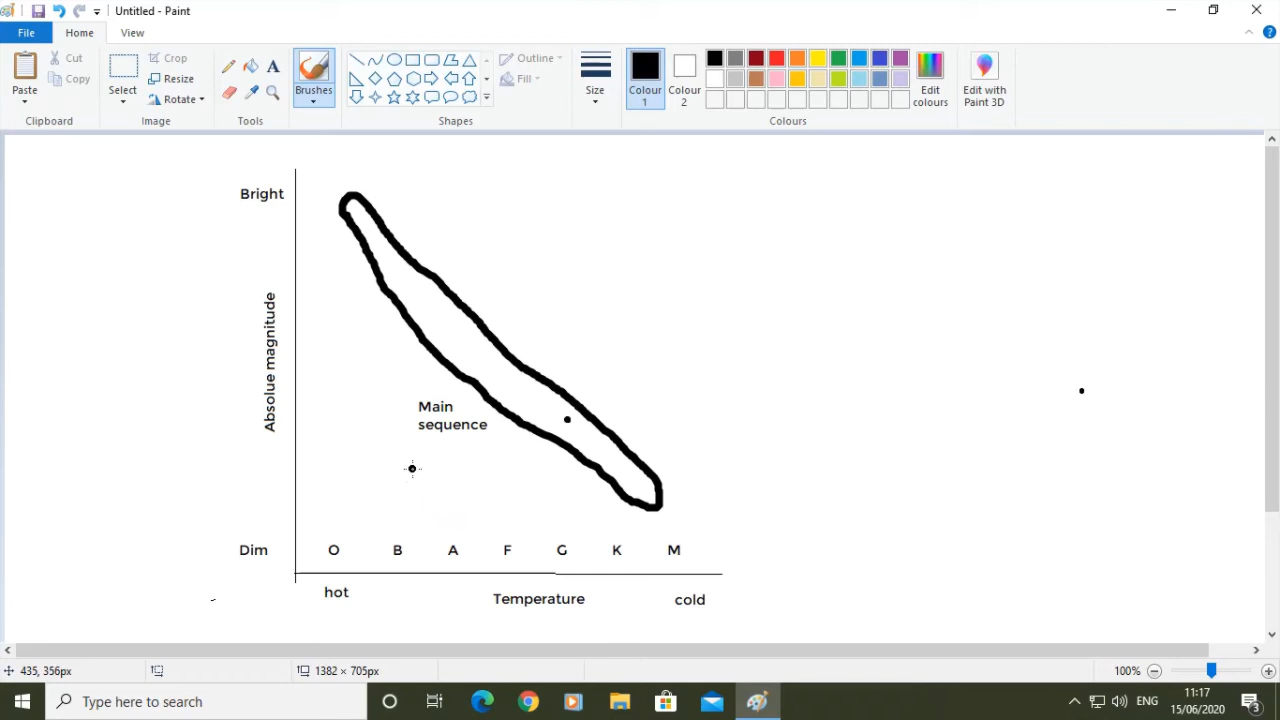 Untitled - Paint
File
Home
View
Paste
Cut
Copy
Clipboard
Select
Crop
Resize
Rotate
Image
A
Tools
Brushes
Outline
Fill
Shapes
Size
Colour
1
Colour
2
Edit
colours
Edit with
Paint 3D
Colours
Bright
Absolue magnitude
Main
sequence
Dim
O B A F G K M
hot
Temperature
cold
435, 356px
1382 × 705px
100%
Type here to search
ENG
11:17
15/06/2020
3